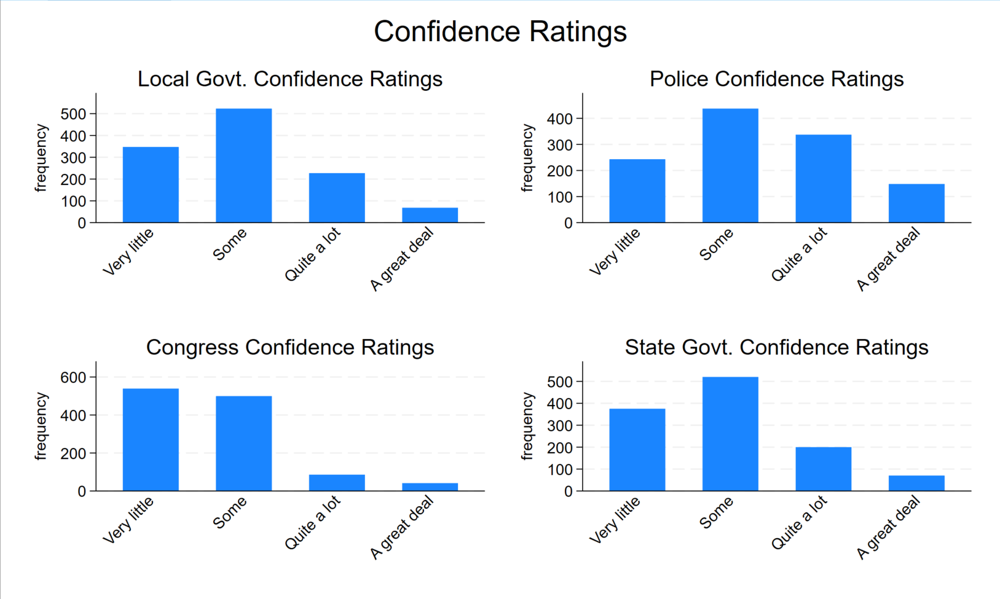 Confidence Ratings
Local Govt. Confidence Ratings
frequency
500
400
300
200
100
0
Very little
Some
Quite a lot
A great deal
Police Confidence Ratings
frequency
400
300
200
100
0
Very little
Some
Quite a lot
A great deal
Congress Confidence Ratings
frequency
600
400
200
0
Very little
Some
Quite a lot
A great deal
State Govt. Confidence Ratings
frequency
500
400
300
200
100
0
Very little
Some
Quite a lot
A great deal